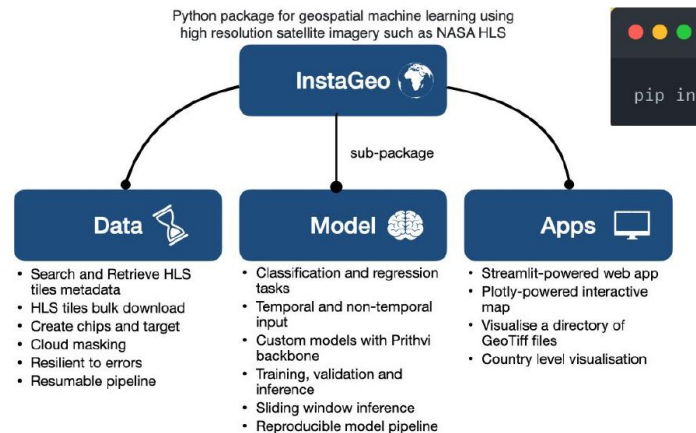 Python package for geospatial machine learning using
high resolution satellite imagery such as NASA HLS
InstaGeo
pip in
sub-package
Data
• Search and Retrieve HLS
tiles metadata
• HLS tiles bulk download
• Create chips and target
• Cloud masking
• Resilient to errors
• Resumable pipeline
Model
• Classification and regression
tasks
• Temporal and non-temporal
input
• Custom models with Prithvi
backbone
• Training, validation and
inference
• Sliding window inference
• Reproducible model pipeline
Apps
• Streamlit-powered web app
• Plotly-powered interactive
map
• Visualise a directory of
GeoTiff files
• Country level visualisation